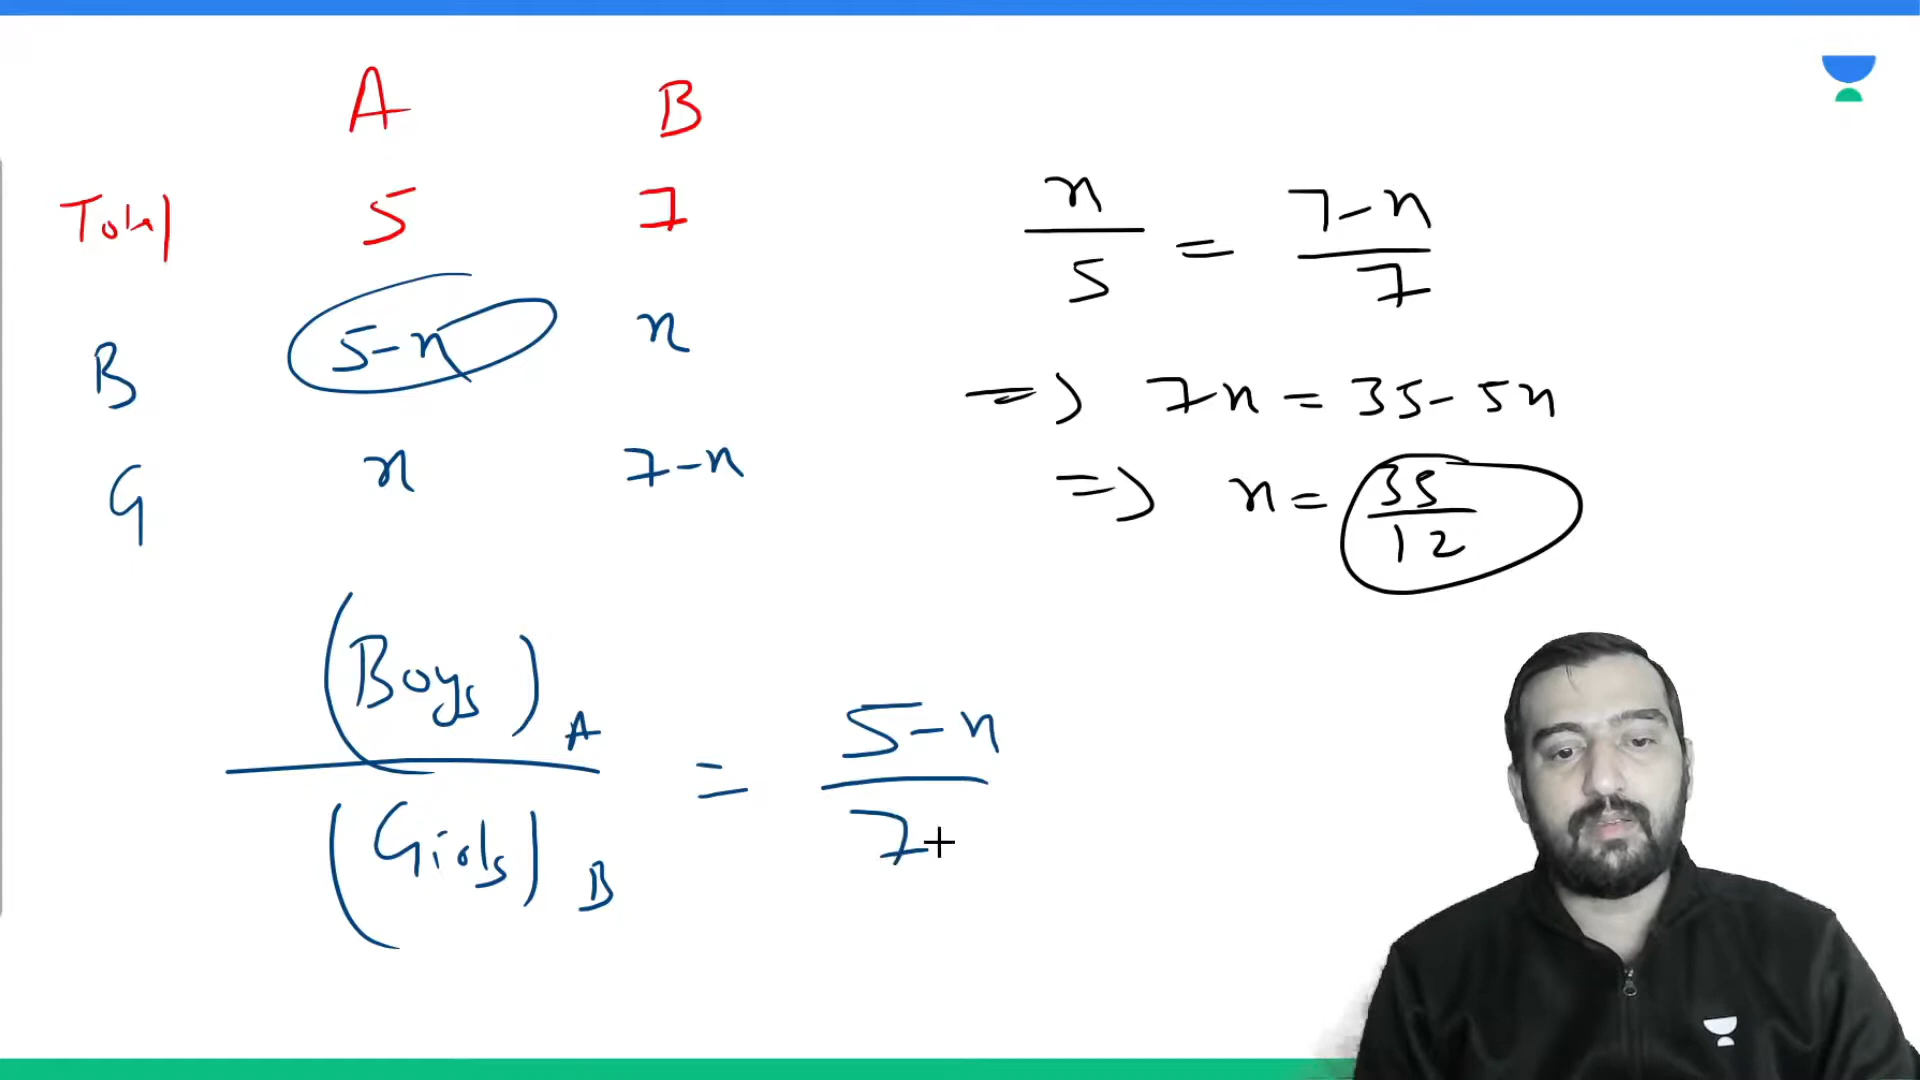 A B
Total 5 7
B 5-n n
G n 7-n
n/5 = 7-n/7
=> 7n = 35-5n
=> n = 35/12
(Boys)A / (Girls)B = 5-n / 7